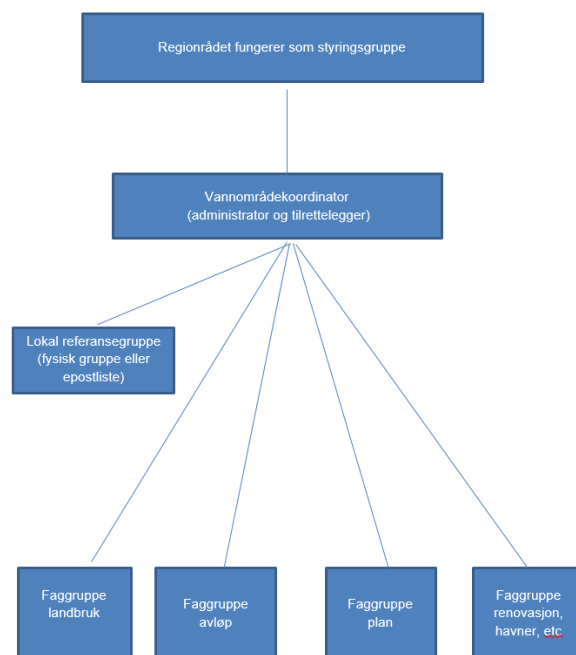 Regionrådet fungerer som styringsgruppe
Vannområdekoordinator
(administrator og tilrettelegger)
Lokal referansegruppe
(fysisk gruppe eller
epostliste)
Faggruppe
landbruk
Faggruppe
avløp
Faggruppe
plan
Faggruppe
renovasjon,
havner, etc